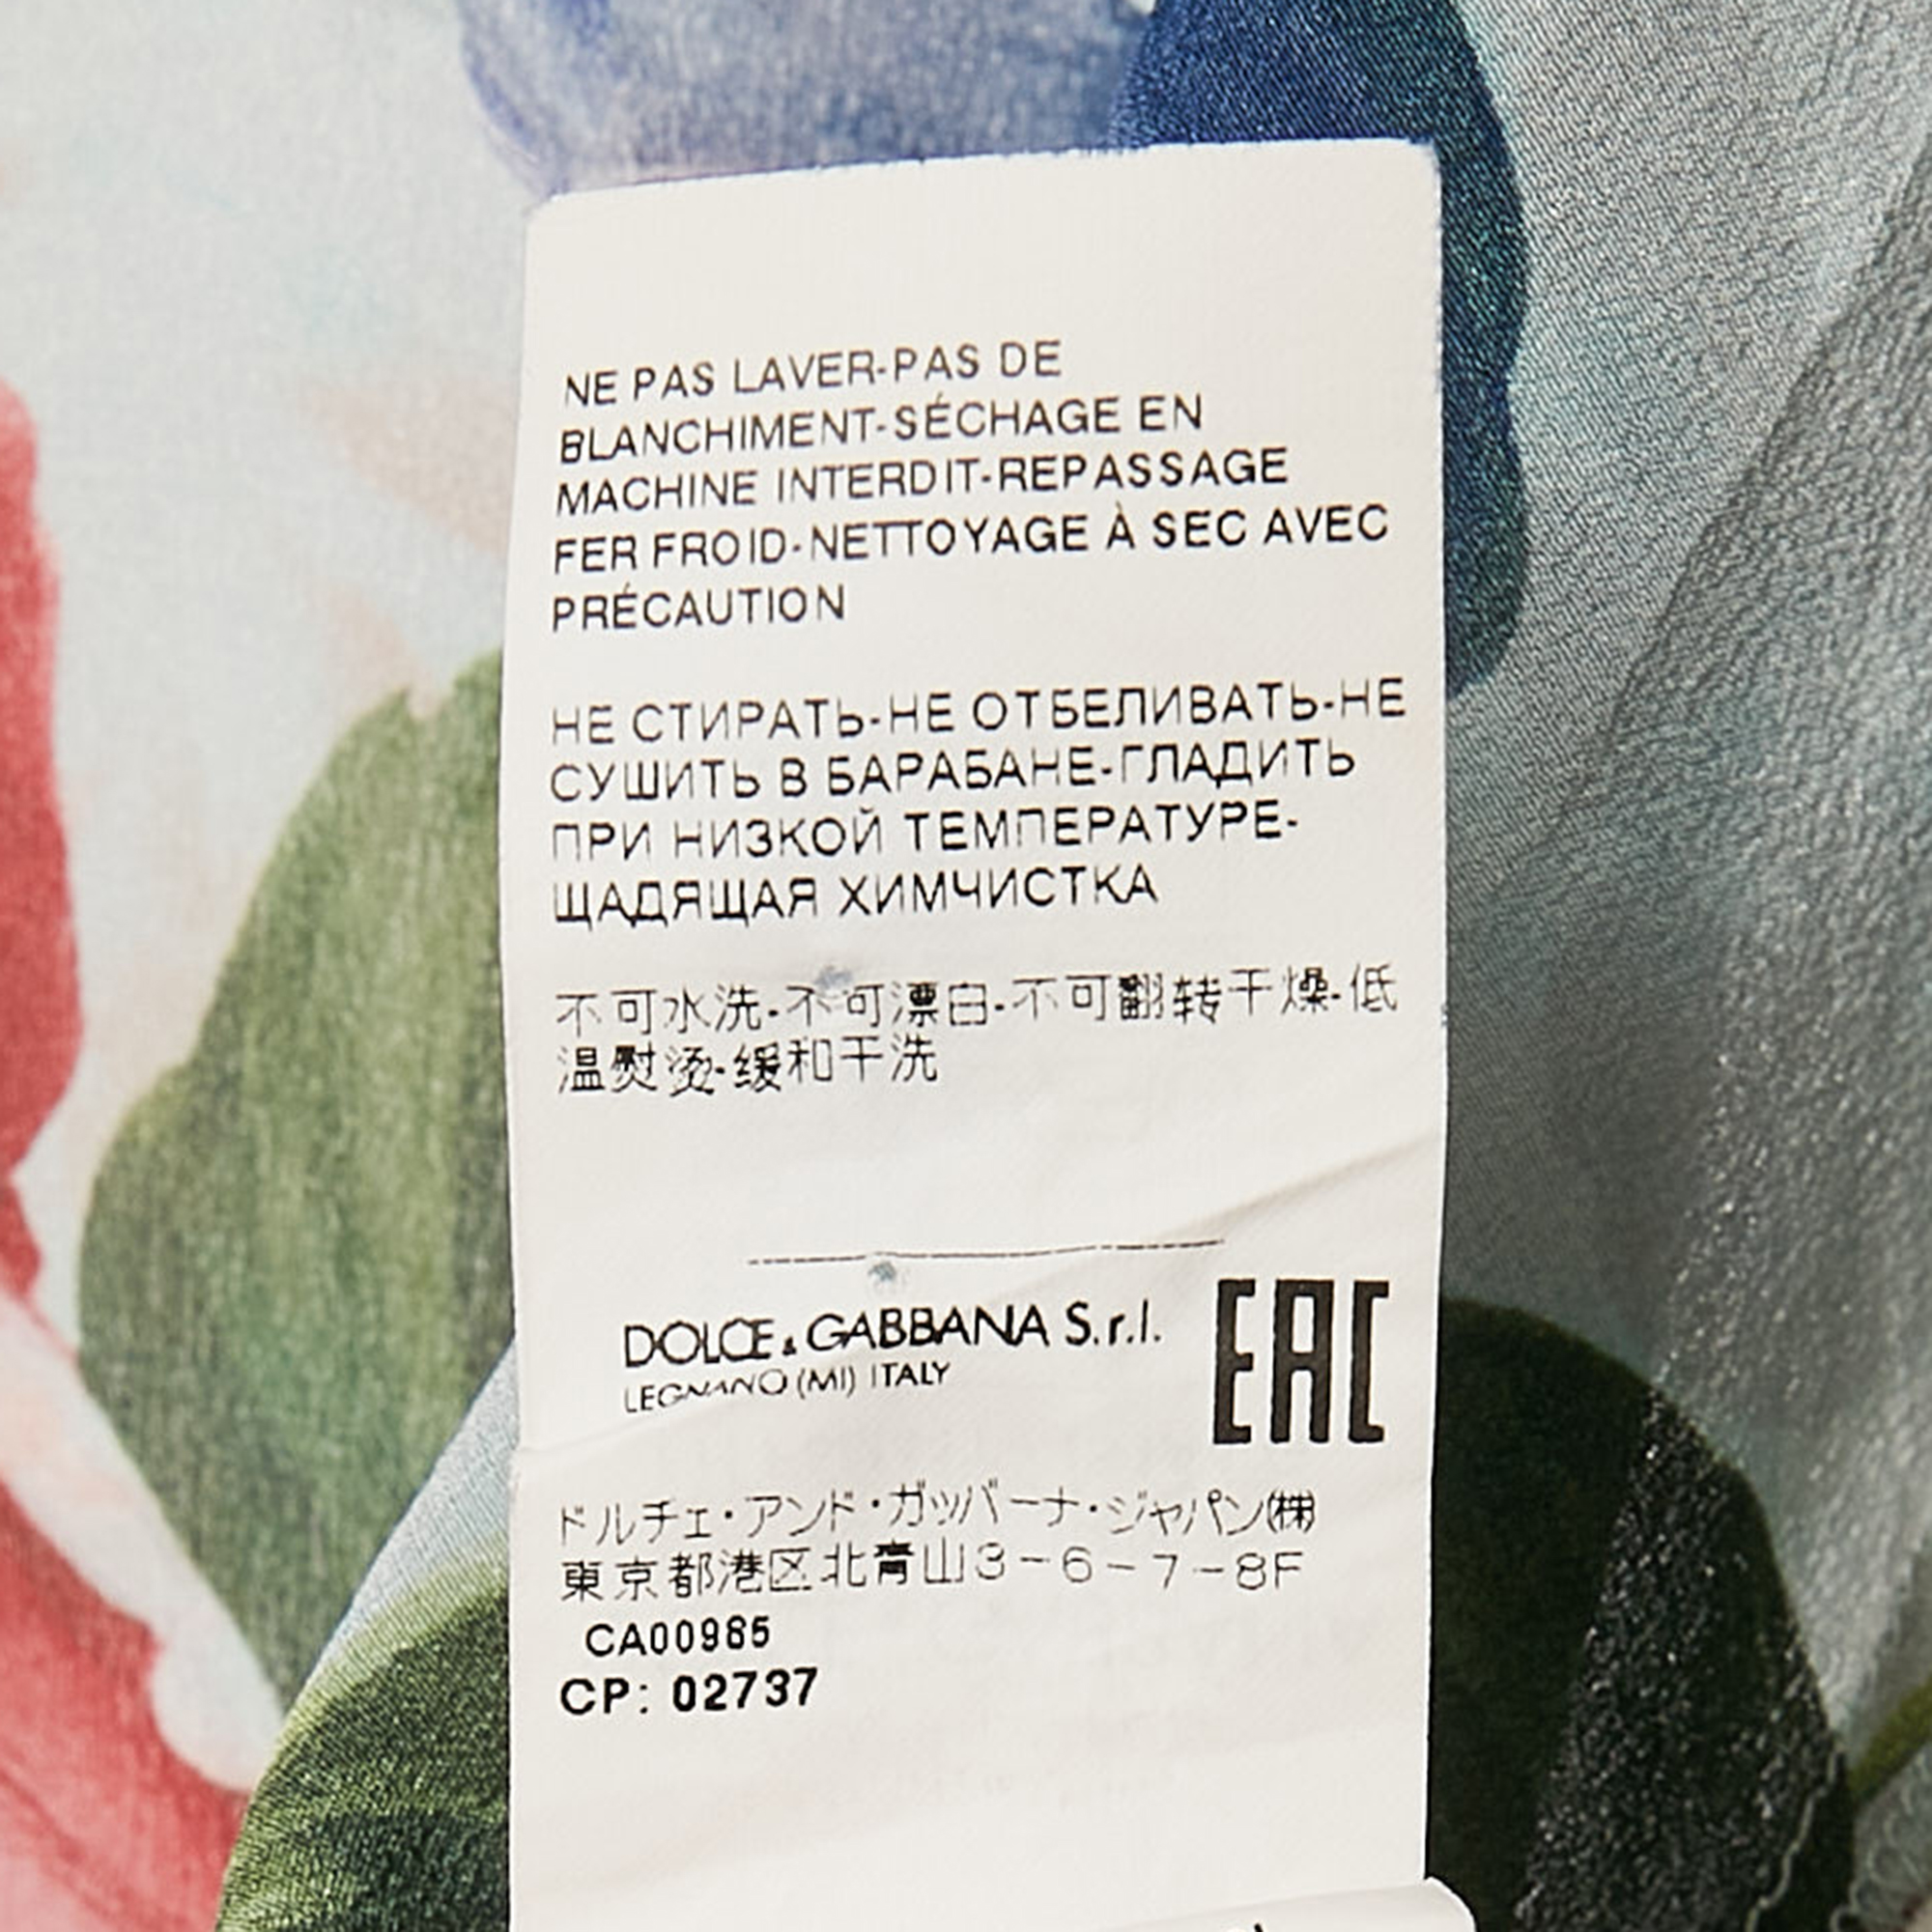 NE PAS LAVER-PAS DE
BLANCHIMENT-SÉCHAGE EN
MACHINE INTERDIT-REPASSAGE
FER FROID-NETTOYAGE À SEC AVEC
PRÉCAUTION
НЕ СТИРАТЬ-НЕ ОТБЕЛИВАТЬ-НЕ
СУШИТЬ В БАРАБАНЕ-ГЛАДИТЬ
ПРИ НИЗКОЙ ТЕМПЕРАТУРЕ-
ЩАДЯЩАЯ ХИМЧИСТКА
不可水洗-不可漂白-不可翻转干燥-低
温熨烫-缓和干洗
DOLCE & GABBANA S.r.l.
LEGNANO (MI) ITALY
EAC
ドルチェ・アンド・ガッバーナ・ジャパン㈱
東京都港区北青山3-6-7-8F
CA00985
CP: 02737